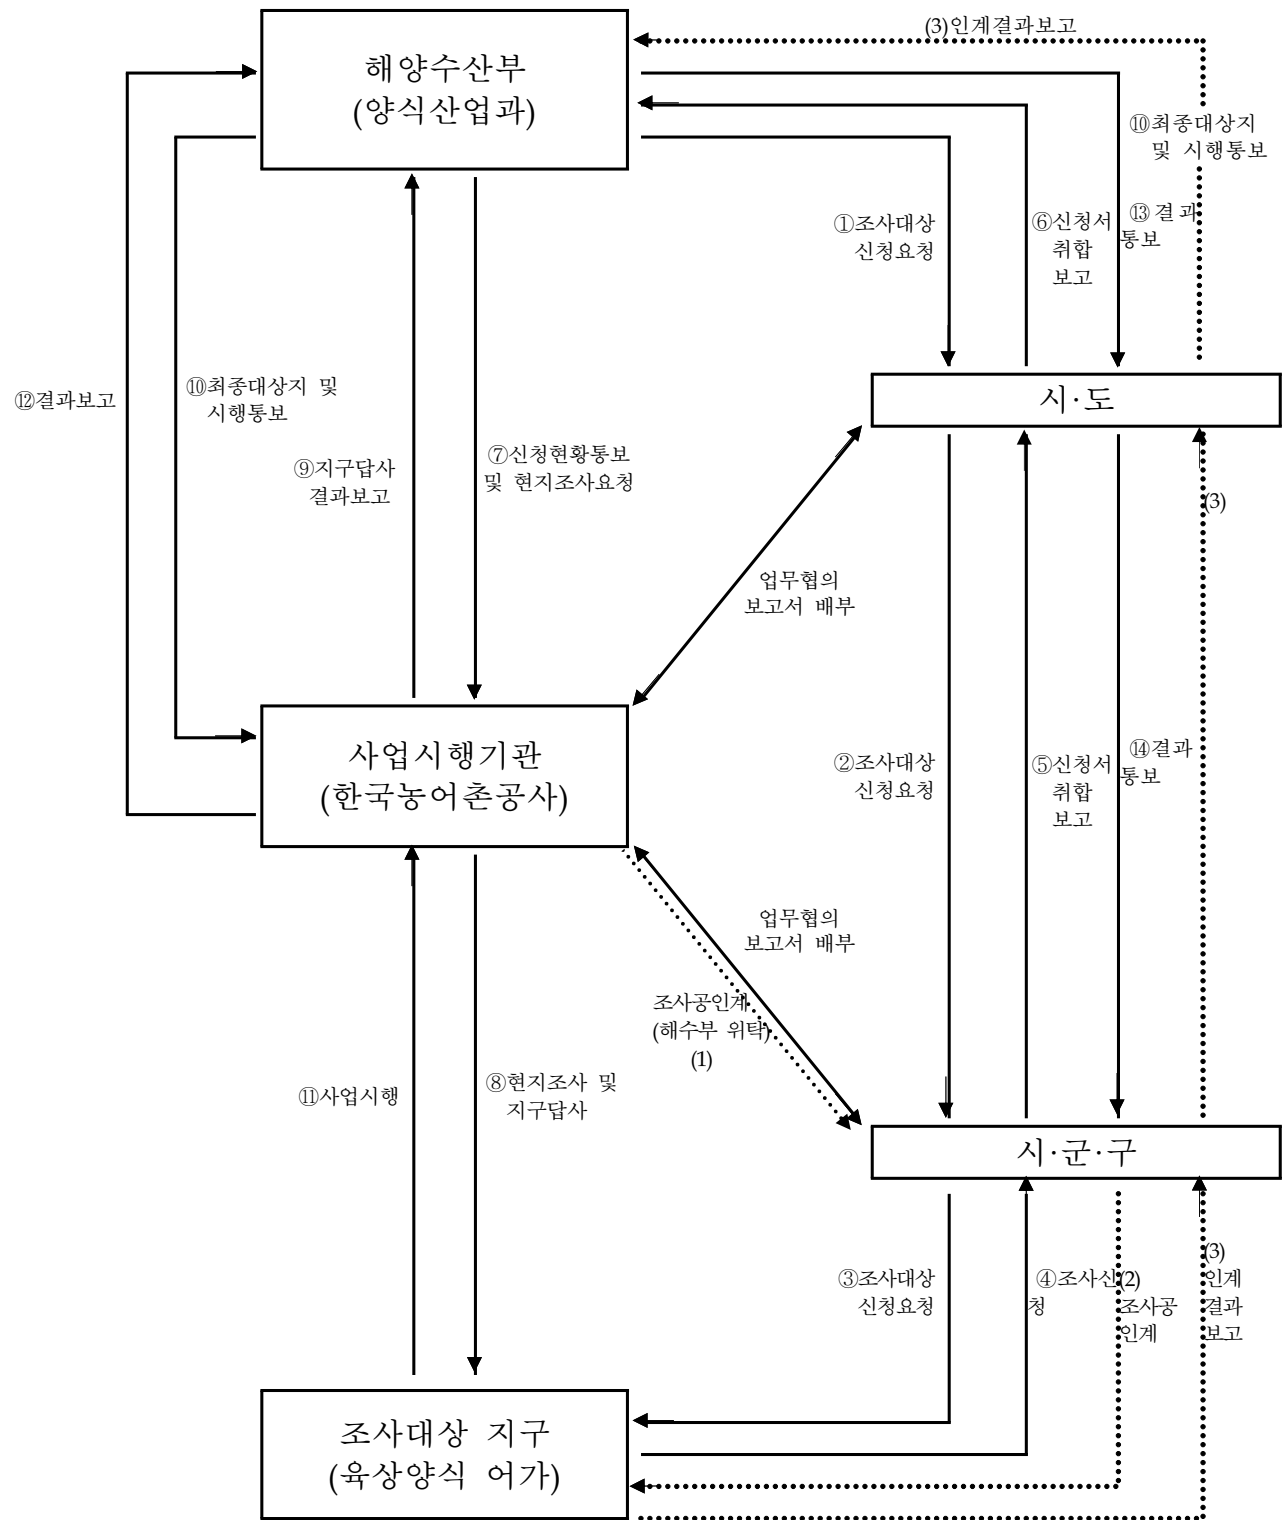 (3)인계결과보고
해양수산부
(양식산업과)
⑩최종대상지
및 시행통보
①조사대상
신청요청
⑥신청서
취합
보고
⑬결과
통보
⑫결과보고
⑩최종대상지 및
시행통보
⑨지구답사
결과보고
⑦신청현황통보
및 현지조사요청
시·도
(3)
업무협의
보고서 배부
사업시행기관
(한국농어촌공사)
②조사대상
신청요청
⑤신청서
취합
보고
⑭결과
통보
업무협의
보고서 배부
조사공인계
(해수부 위탁)
(1)
⑪사업시행
⑧현지조사 및
지구답사
시·군·구
③조사대상
신청요청
④조사신
청
(2)
조사공
인계
(3)
인계
결과
보고
조사대상 지구
(육상양식 어가)